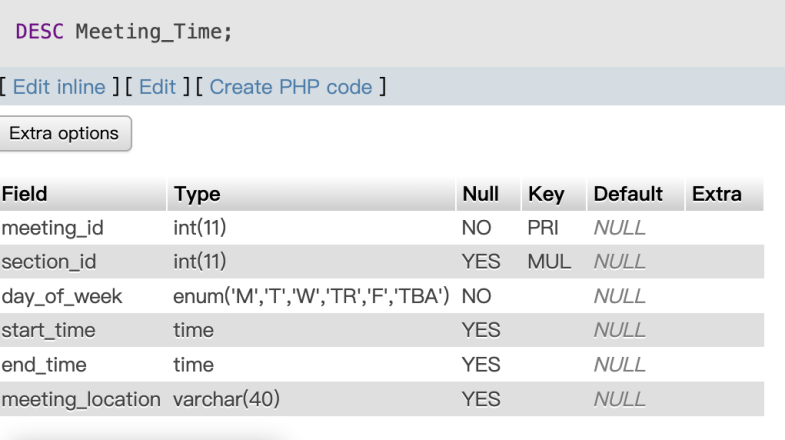 DESC Meeting_Time;
[ Edit inline ] [ Edit ] [ Create PHP code ]
Extra options
Field Type Null Key Default Extra
meeting_id int(11) NO PRI NULL
section_id int(11) YES MUL NULL
day_of_week enum('M','T','W','TR','F','TBA') NO NULL
start_time time YES NULL
end_time time YES NULL
meeting_location varchar(40) YES NULL